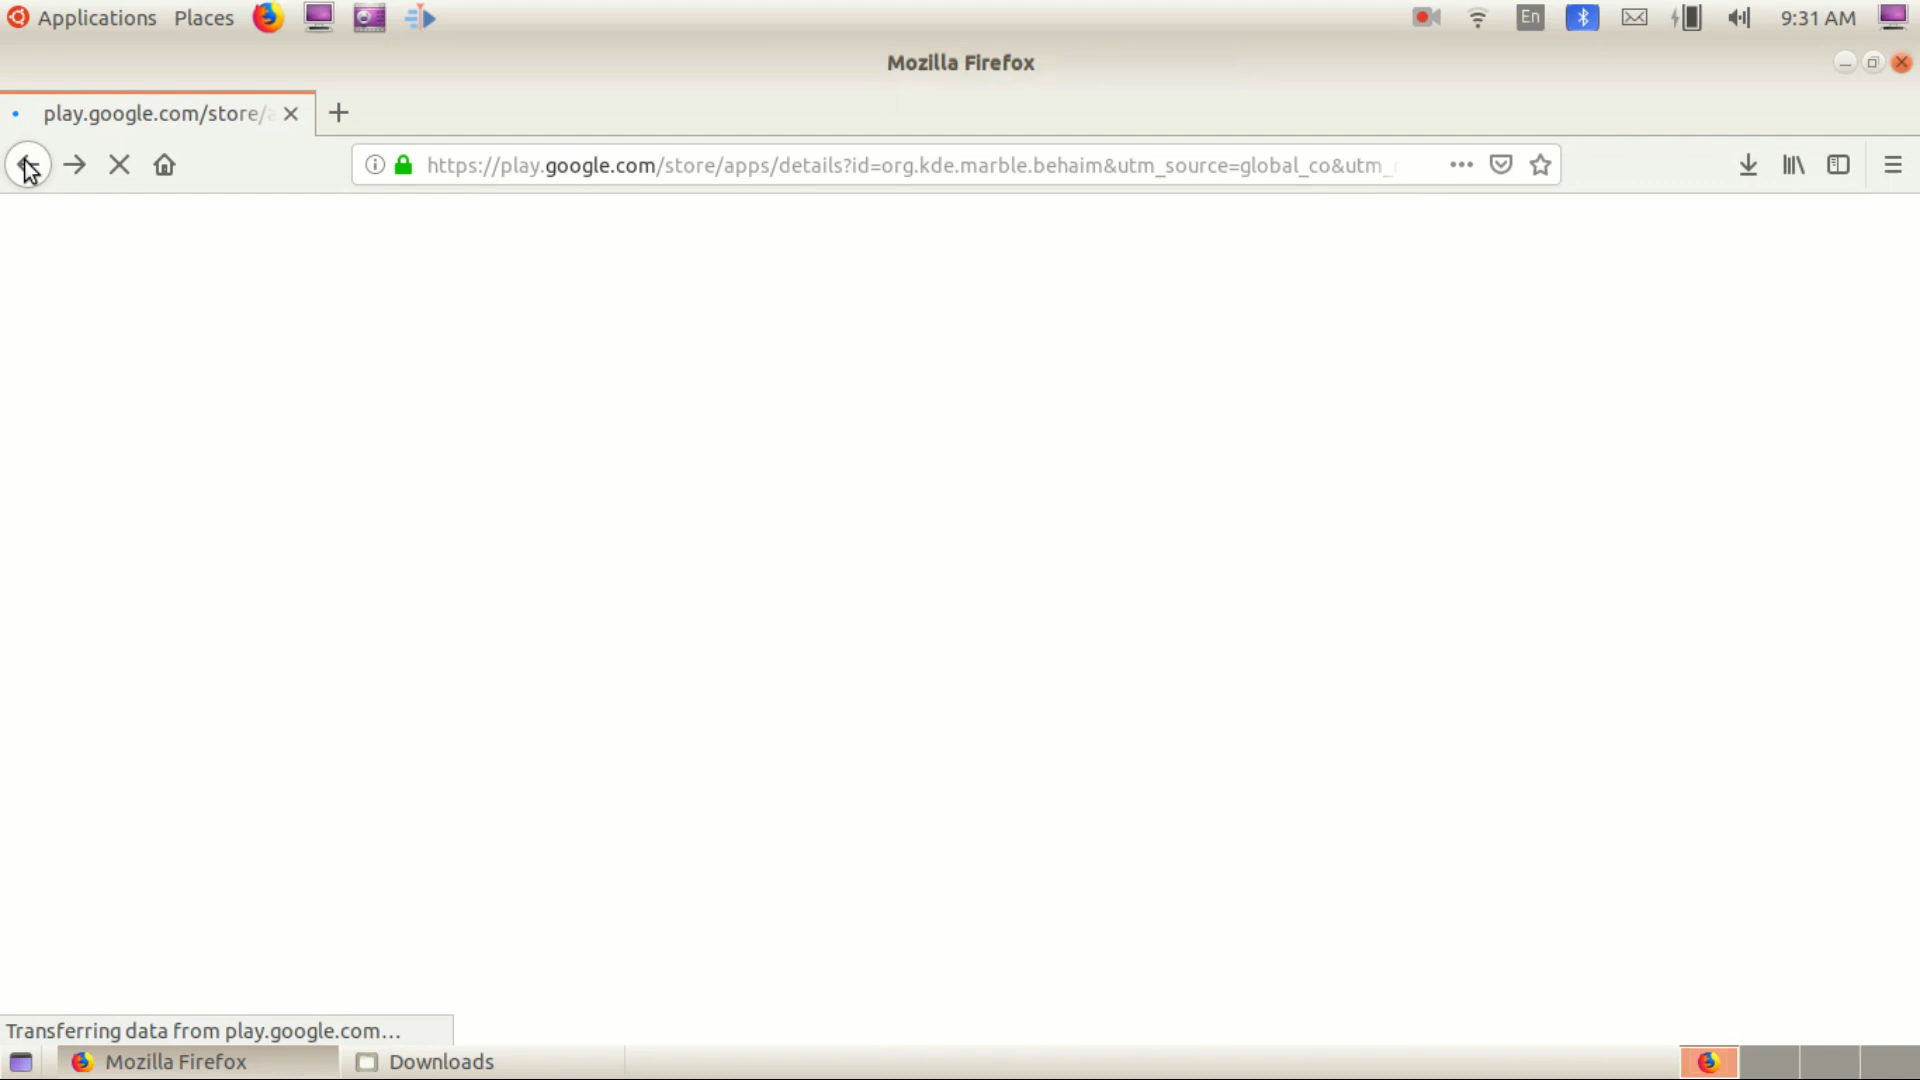 Applications Places En 9:31 AM
Mozilla Firefox
play.google.com/store/a
https://play.google.com/store/apps/details?id=org.kde.marble.behaim&utm_source=global_co&utm_
Transferring data from play.google.com…
Mozilla Firefox Downloads